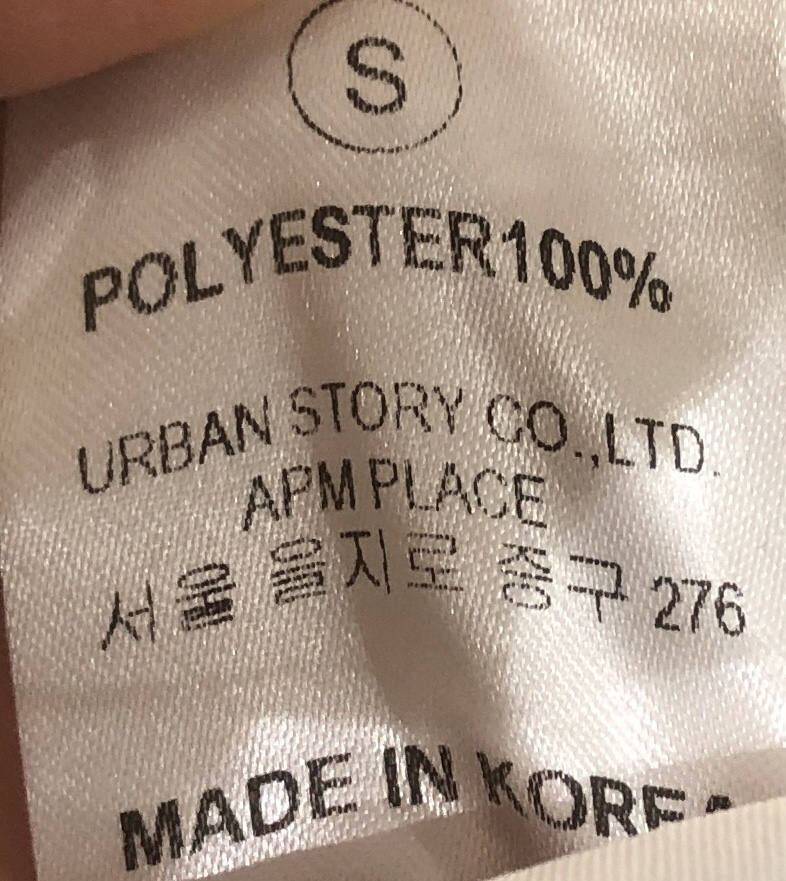 S
POLYESTER100%
URBAN STORY CO.,LTD.
APM PLACE
서울 을지로 중구 276
MADE IN KOREA